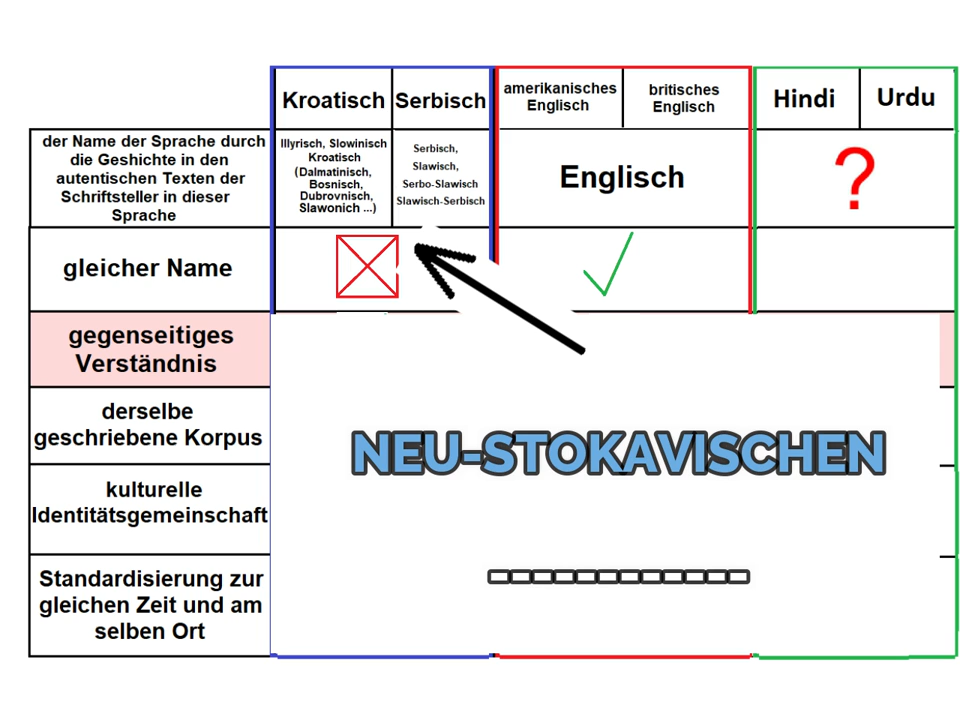 Kroatisch
Serbisch
amerikanisches
Englisch
britisches
Englisch
Hindi
Urdu
der Name der Sprache durch
die Geshichte in den
autentischen Texten der
Schriftsteller in dieser
Sprache
Illyrisch, Slowinisch
Kroatisch
(Dalmatinisch,
Bosnisch,
Dubrovnisch,
Slawonich ...)
Serbisch,
Slawisch,
Serbo-Slawisch
Slawisch-Serbisch
Englisch
?
gleicher Name
gegenseitiges
Verständnis
derselbe
geschriebene Korpus
NEU-STOKAVISCHEN
kulturelle
Identitätsgemeinschaft
Standardisierung zur
gleichen Zeit und am
selben Ort